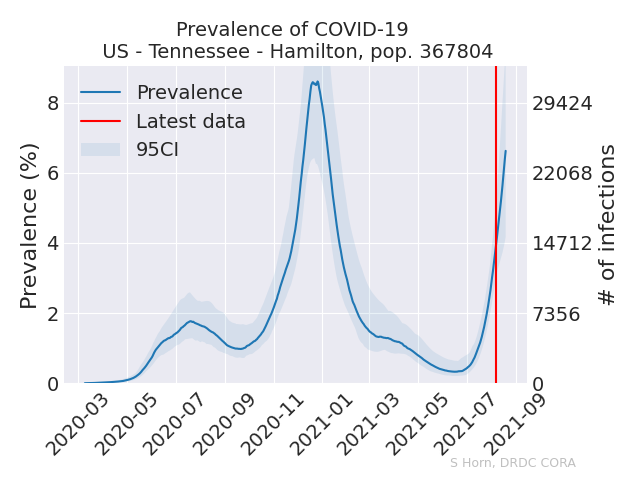 Prevalence of COVID-19
US - Tennessee - Hamilton, pop. 367804
Prevalence
Latest data
95CI
Prevalence (%)
8
6
4
2
0
29424
22068
14712
7356
0
# of infections
2020-03
2020-05
2020-07
2020-09
2020-11
2021-01
2021-03
2021-05
2021-07
2021-09
S Horn, DRDC CORA